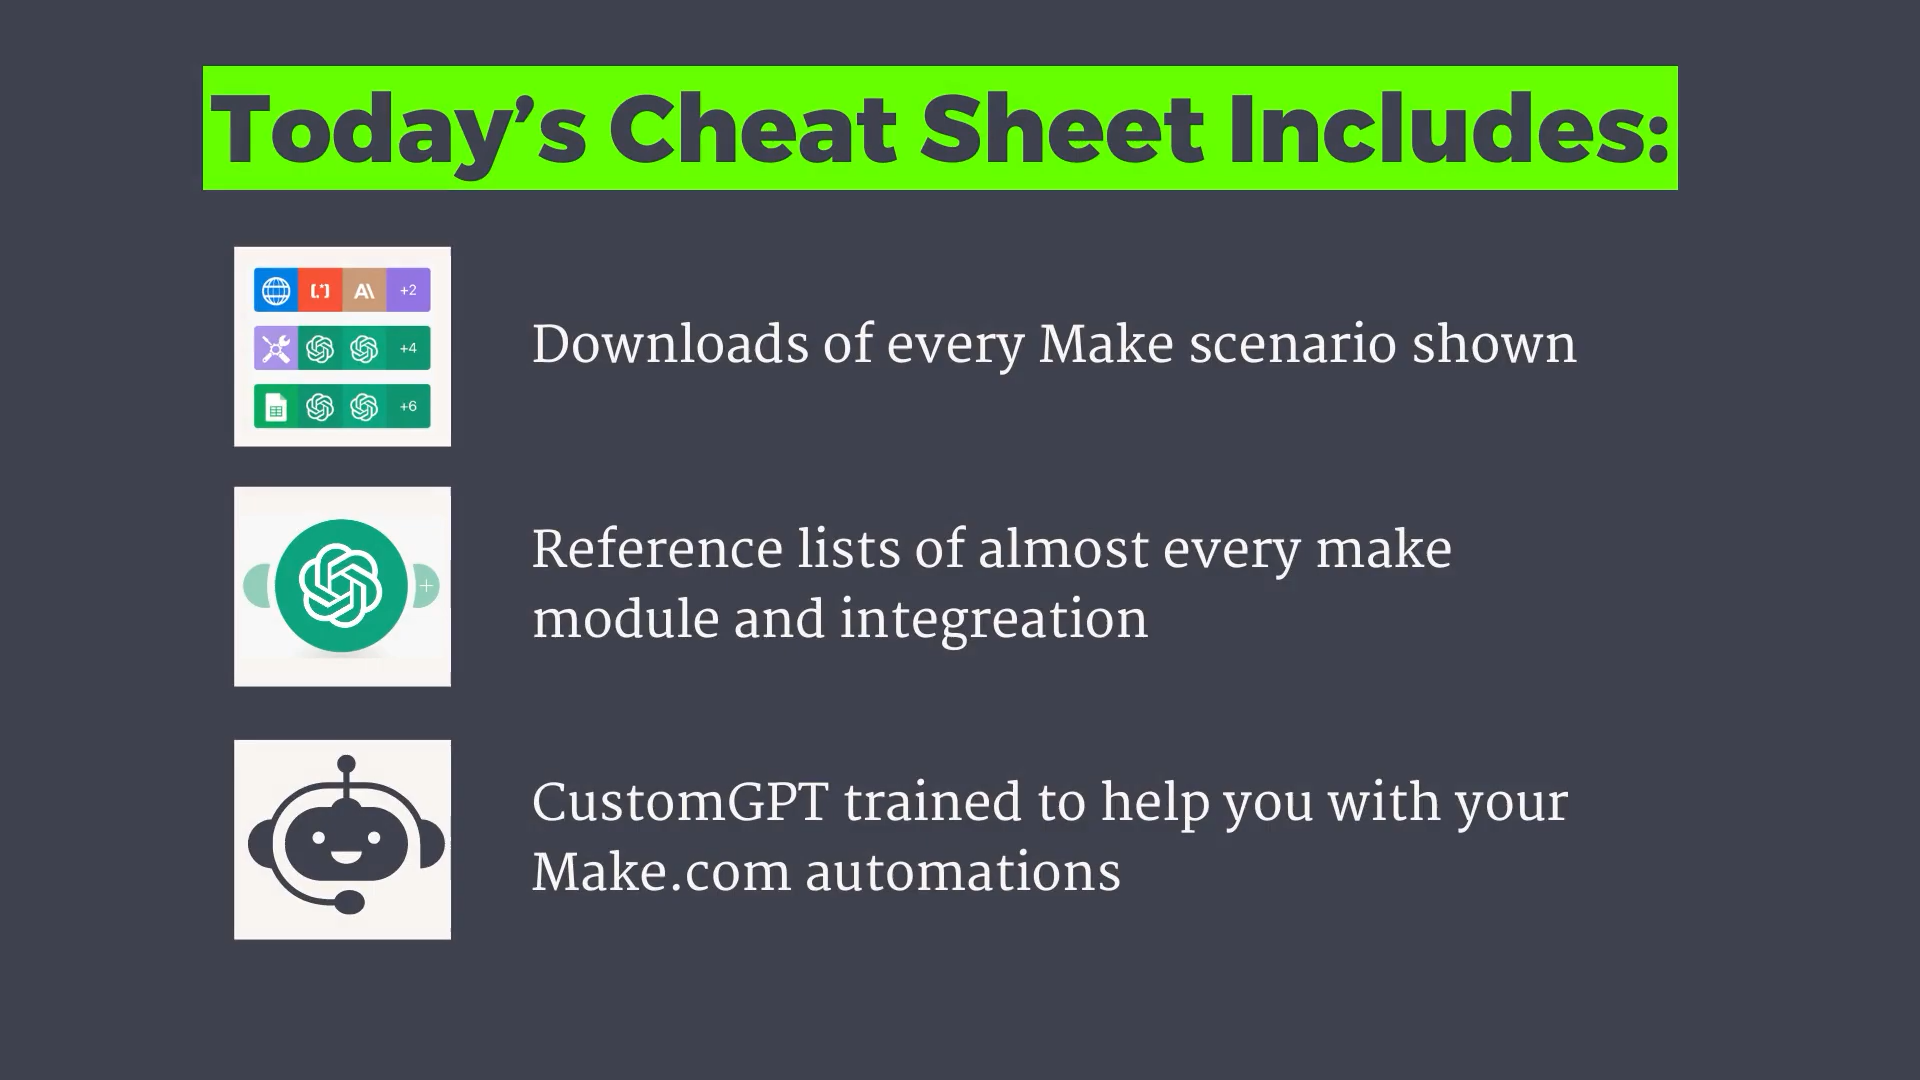 Today’s Cheat Sheet Includes:
[.*] A\ +2
+4
+6
Downloads of every Make scenario shown
+
Reference lists of almost every make
module and integreation
CustomGPT trained to help you with your
Make.com automations